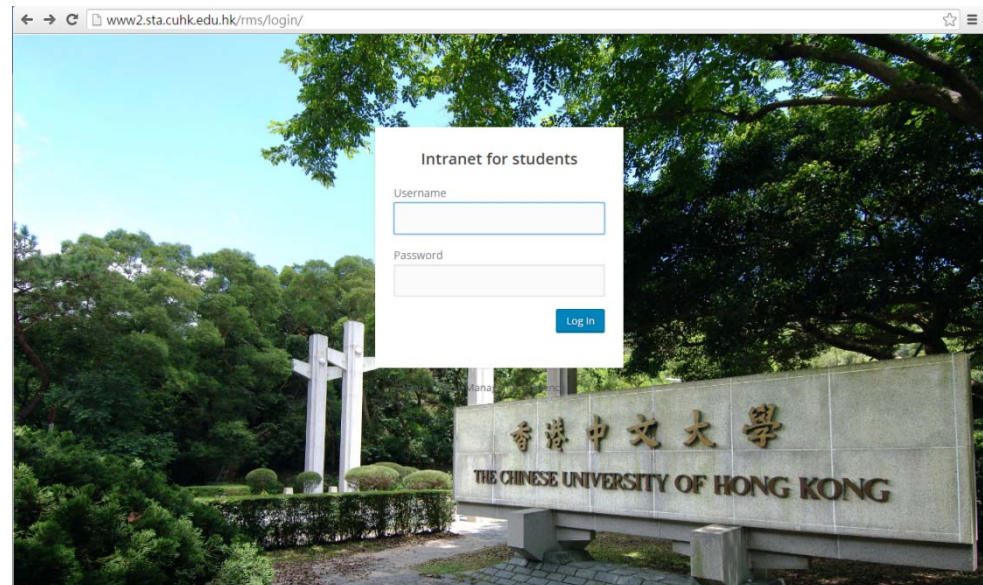 www2.sta.cuhk.edu.hk/rms/login/
Intranet for students
Username
Password
Log In
香港中文大學
THE CHINESE UNIVERSITY OF HONG KONG